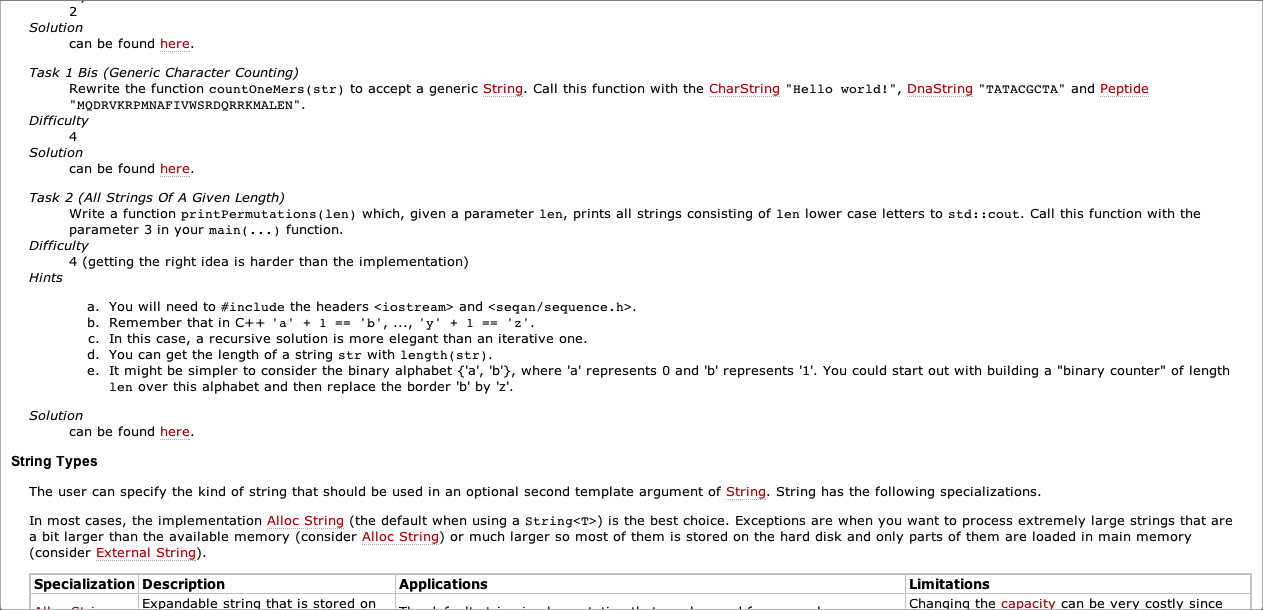 2
Solution
can be found here.
Task 1 Bis (Generic Character Counting)
Rewrite the function countOneMers(str) to accept a generic String. Call this function with the CharString "Hello world!", DnaString "TATACGCTA" and Peptide
"MQDRVKRPMNAFIVWSRDQRRKMALEN".
Difficulty
4
Solution
can be found here.
Task 2 (All Strings Of A Given Length)
Write a function printPermutations(len) which, given a parameter len, prints all strings consisting of len lower case letters to std::cout. Call this function with the
parameter 3 in your main(...) function.
Difficulty
4 (getting the right idea is harder than the implementation)
Hints
a. You will need to #include the headers <iostream> and <seqan/sequence.h>.
b. Remember that in C++ 'a' + 1 == 'b', ..., 'y' + 1 == 'z'.
c. In this case, a recursive solution is more elegant than an iterative one.
d. You can get the length of a string str with length(str).
e. It might be simpler to consider the binary alphabet {'a', 'b'}, where 'a' represents 0 and 'b' represents '1'. You could start out with building a "binary counter" of length
len over this alphabet and then replace the border 'b' by 'z'.
Solution
can be found here.
String Types
The user can specify the kind of string that should be used in an optional second template argument of String. String has the following specializations.
In most cases, the implementation Alloc String (the default when using a String<T>) is the best choice. Exceptions are when you want to process extremely large strings that are
a bit larger than the available memory (consider Alloc String) or much larger so most of them is stored on the hard disk and only parts of them are loaded in main memory
(consider External String).
Specialization Description Applications Limitations
Expandable string that is stored on Changing the capacity can be very costly since